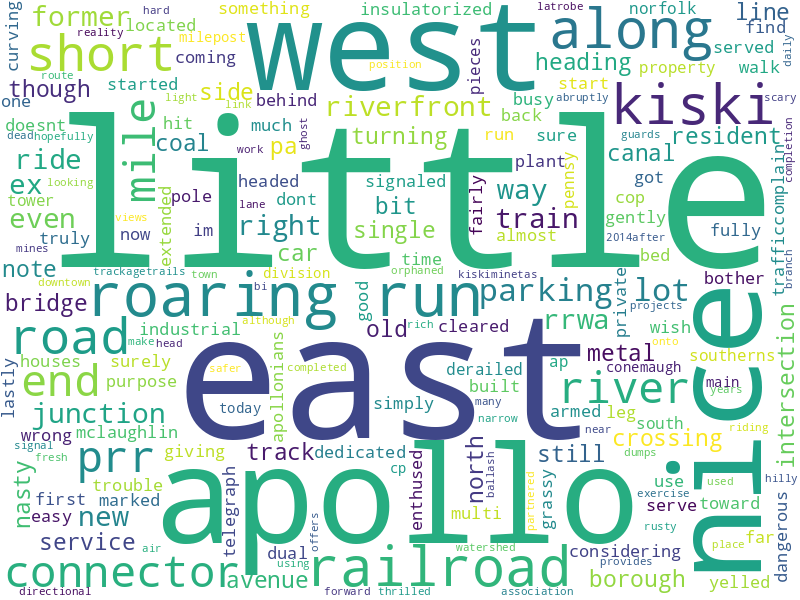 curving
former
something
insulatorized
latrobe
norfolk
line
hard
reality
located
milepost
coming
short
west
along
pieces
served
find
daily
though
started
side
position
heading
property
walk
one
mile
behind
riverfront
start
abruptly
scary
kiski
doesnt
hit
much
turning
busy
back
run
sure
guards
resident
completion
dead
hopefully
coal
light
link
ghost
pa
plant
pennsy
canal
ride
signaled
got
traffic
complain
ex
extended
pole
work
lane
dont
fairly
way
cop
gently
tower
headed
bit
train
even
views
now
im
right
single
almost
2014after
fully
truly
mines
little
note
trackagetrails
town
car
time
orphaned
kiskiminetas
bed
bother
branch
downtown
division
bi
good
parking lot
private
bridge
roaring run
projects
although
rich
cleared
rrwa
wish
southerns
road
industrial
make
head
old
onto
nice
lastly
houses
surely
safer
completed
east
derailed
ap
metal
conemaugh
end
purpose
apollonians
built
river
main
years
today
simply
many
narrow
armed
leg
intersection
junction
wrong
mclaughlin
dedicated
near
south
crossing
riding
signal
fresh
prr
giving
track
cp
enthused
north
ballash
still
dumps
hilly
nasty
trouble
telegraph
apollo
grassy
use
used
toward
first
marked
multi
partnered
serve
exercise
easy
new
rusty
place
far
dangerous
service
air
dual
offers
watershed
considering
provides
connector
avenue
using
railroad
borough
yelled
directional
forward
thrilled
association